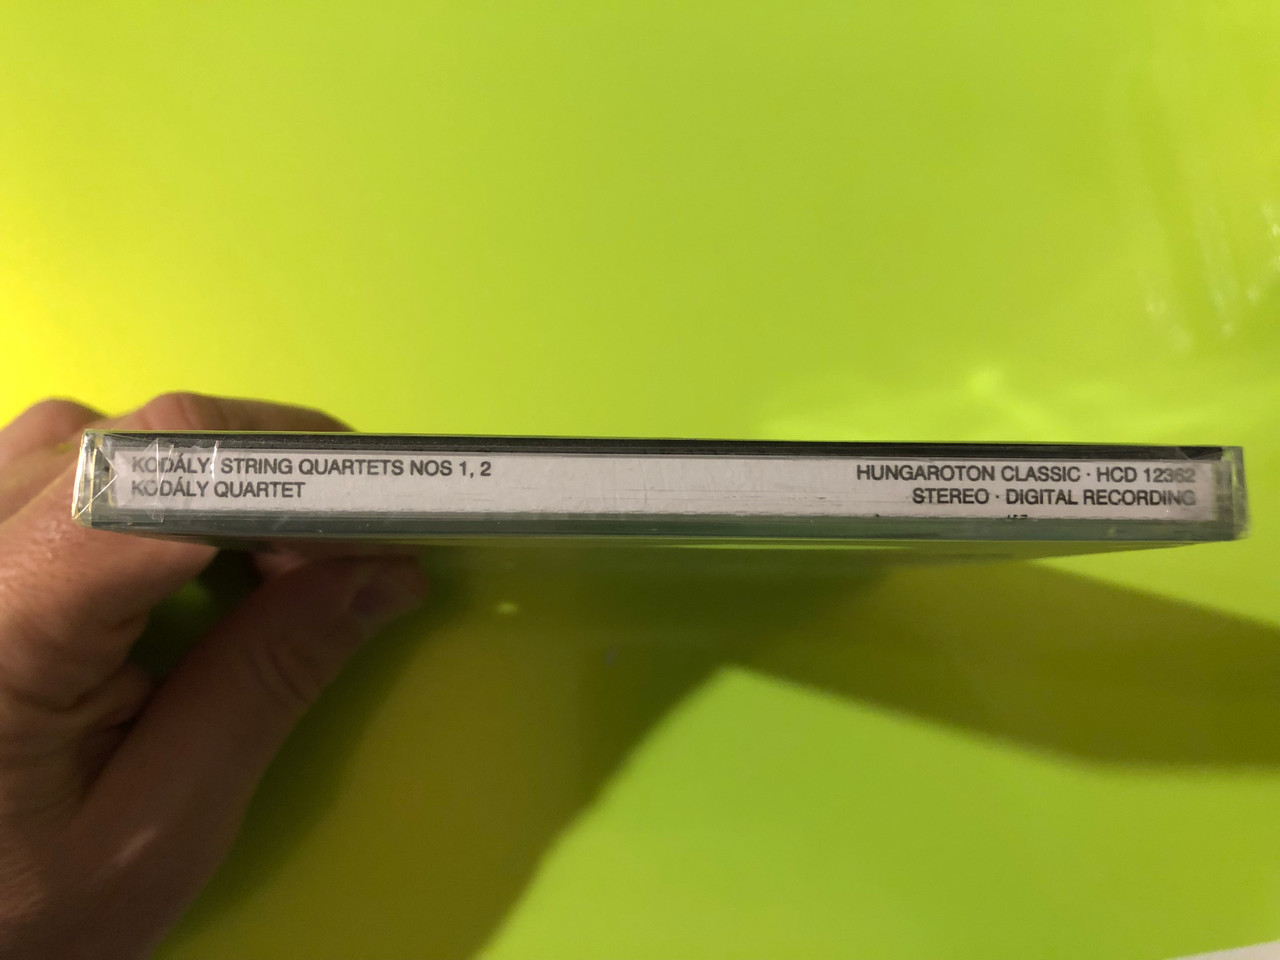 KODÁLY: STRING QUARTETS NOS 1, 2
KODÁLY QUARTET
HUNGAROTON CLASSIC · HCD 12362
STEREO · DIGITAL RECORDING